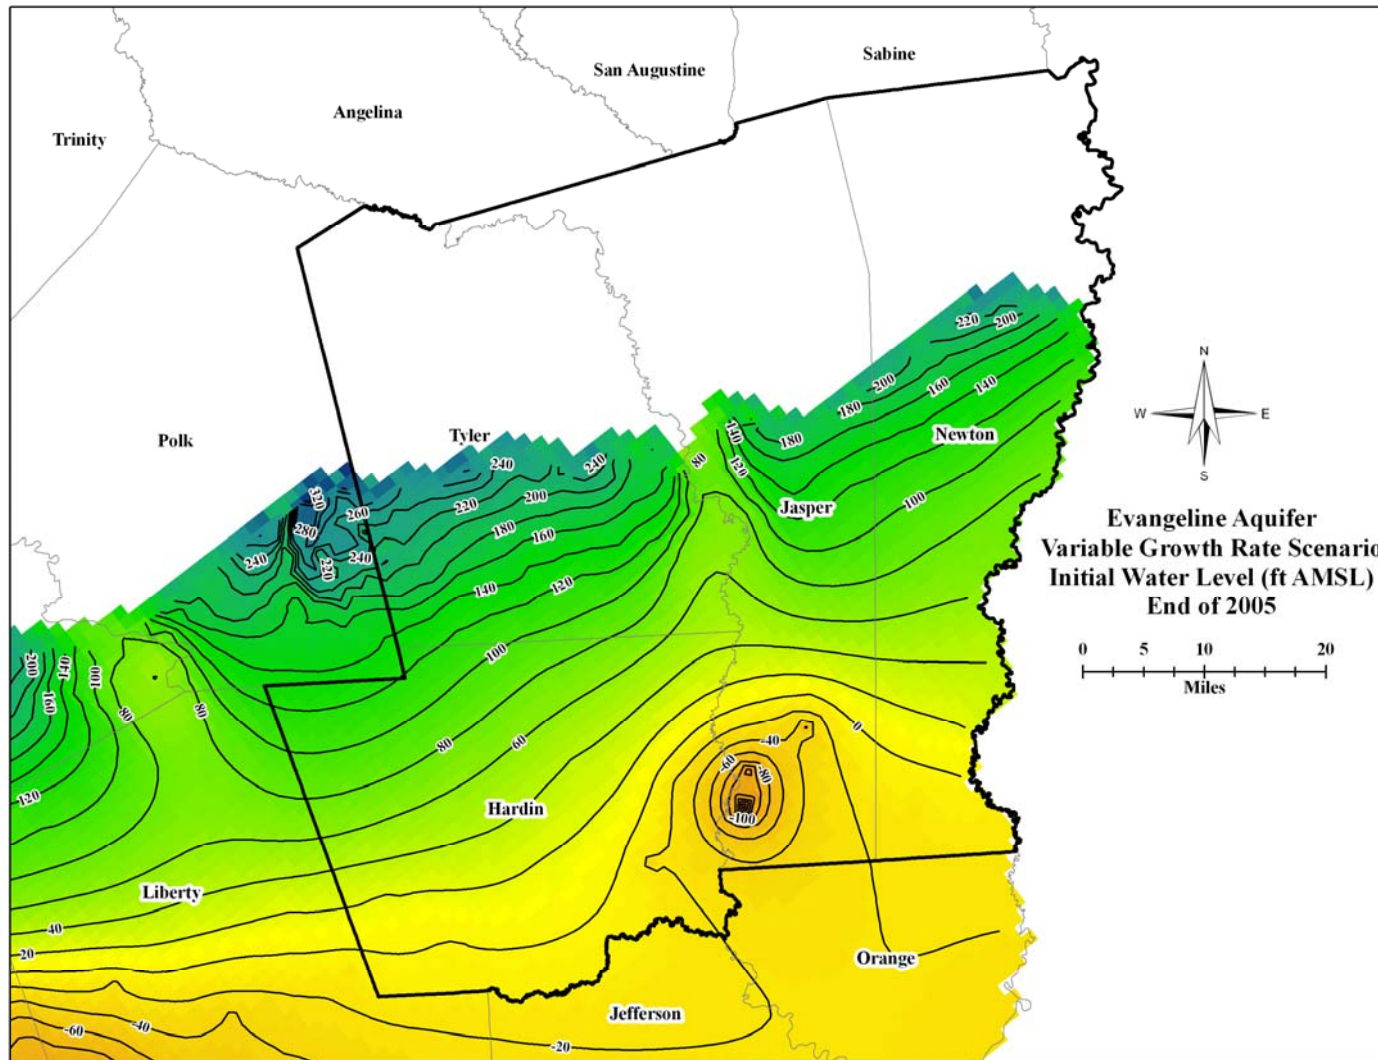 Sabine
San Augustine
Angelina
Trinity
220
200
N
200
160
140
W
E
180
S
140
180
Newton
Polk
Tyler
80
120
240
240
320
200
100
220
Jasper
260
Evangeline Aquifer
280
180
Variable Growth Rate Scenario
160
240
240
Initial Water Level (ft AMSL)
220
140
120
End of 2005
100
0
5
10
20
200
140
100
Miles
160
80
80
80
60
0
-40
-60
-80
120
Hardin
-100
Liberty
40
20
Orange
Jefferson
-40
-60
-20